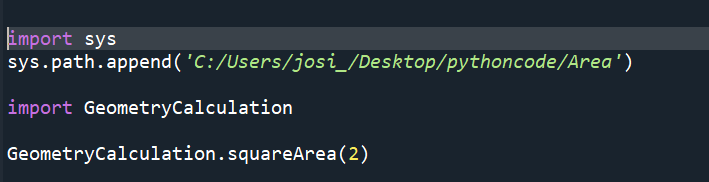 import sys
sys.path.append('C:/Users/josi_/Desktop/pythoncode/Area')
import GeometryCalculation
GeometryCalculation.squareArea(2)